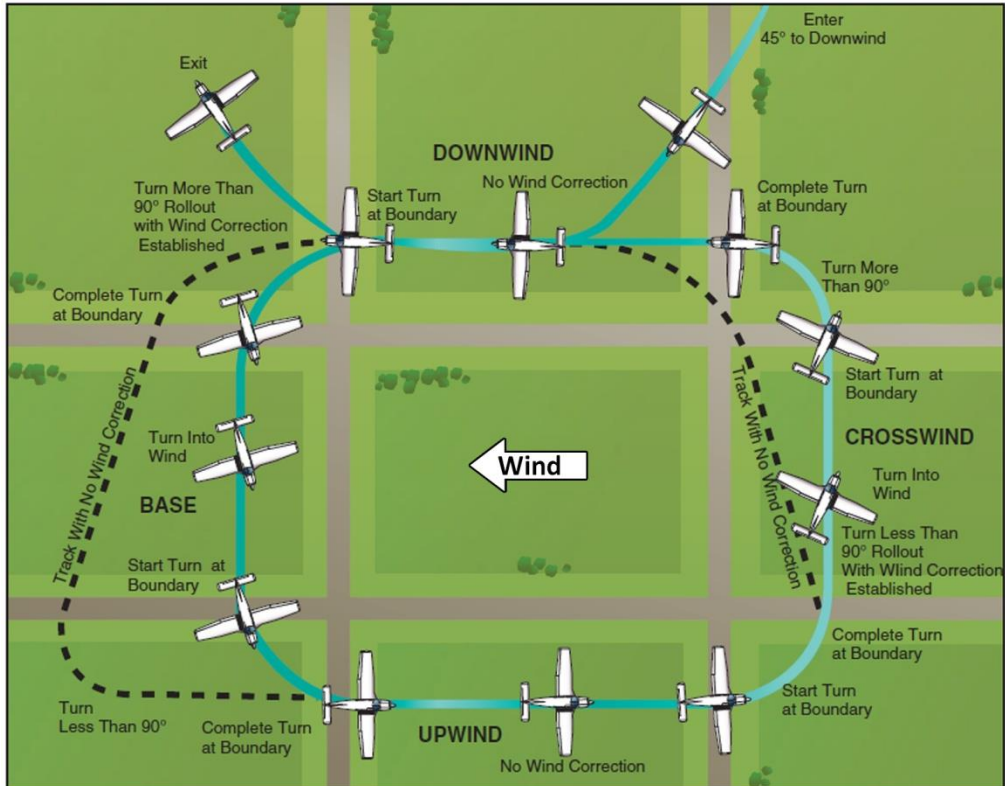 Enter
45° to Downwind
Exit
DOWNWIND
No Wind Correction
Turn More Than
90° Rollout
with Wind Correction
Established
Start Turn
at Boundary
Complete Turn
at Boundary
Turn More
Than 90°
Complete Turn
at Boundary
Start Turn at
Boundary
Track With No Wind Correction
Track With No Wind Correction
Turn Into
Wind
Wind
CROSSWIND
BASE
Turn Into
Wind
Turn Less Than
90° Rollout
With WIind Correction
Established
Start Turn at
Boundary
Complete Turn
at Boundary
Turn
Less Than 90°
Complete Turn
at Boundary
UPWIND
Start Turn
at Boundary
No Wind Correction